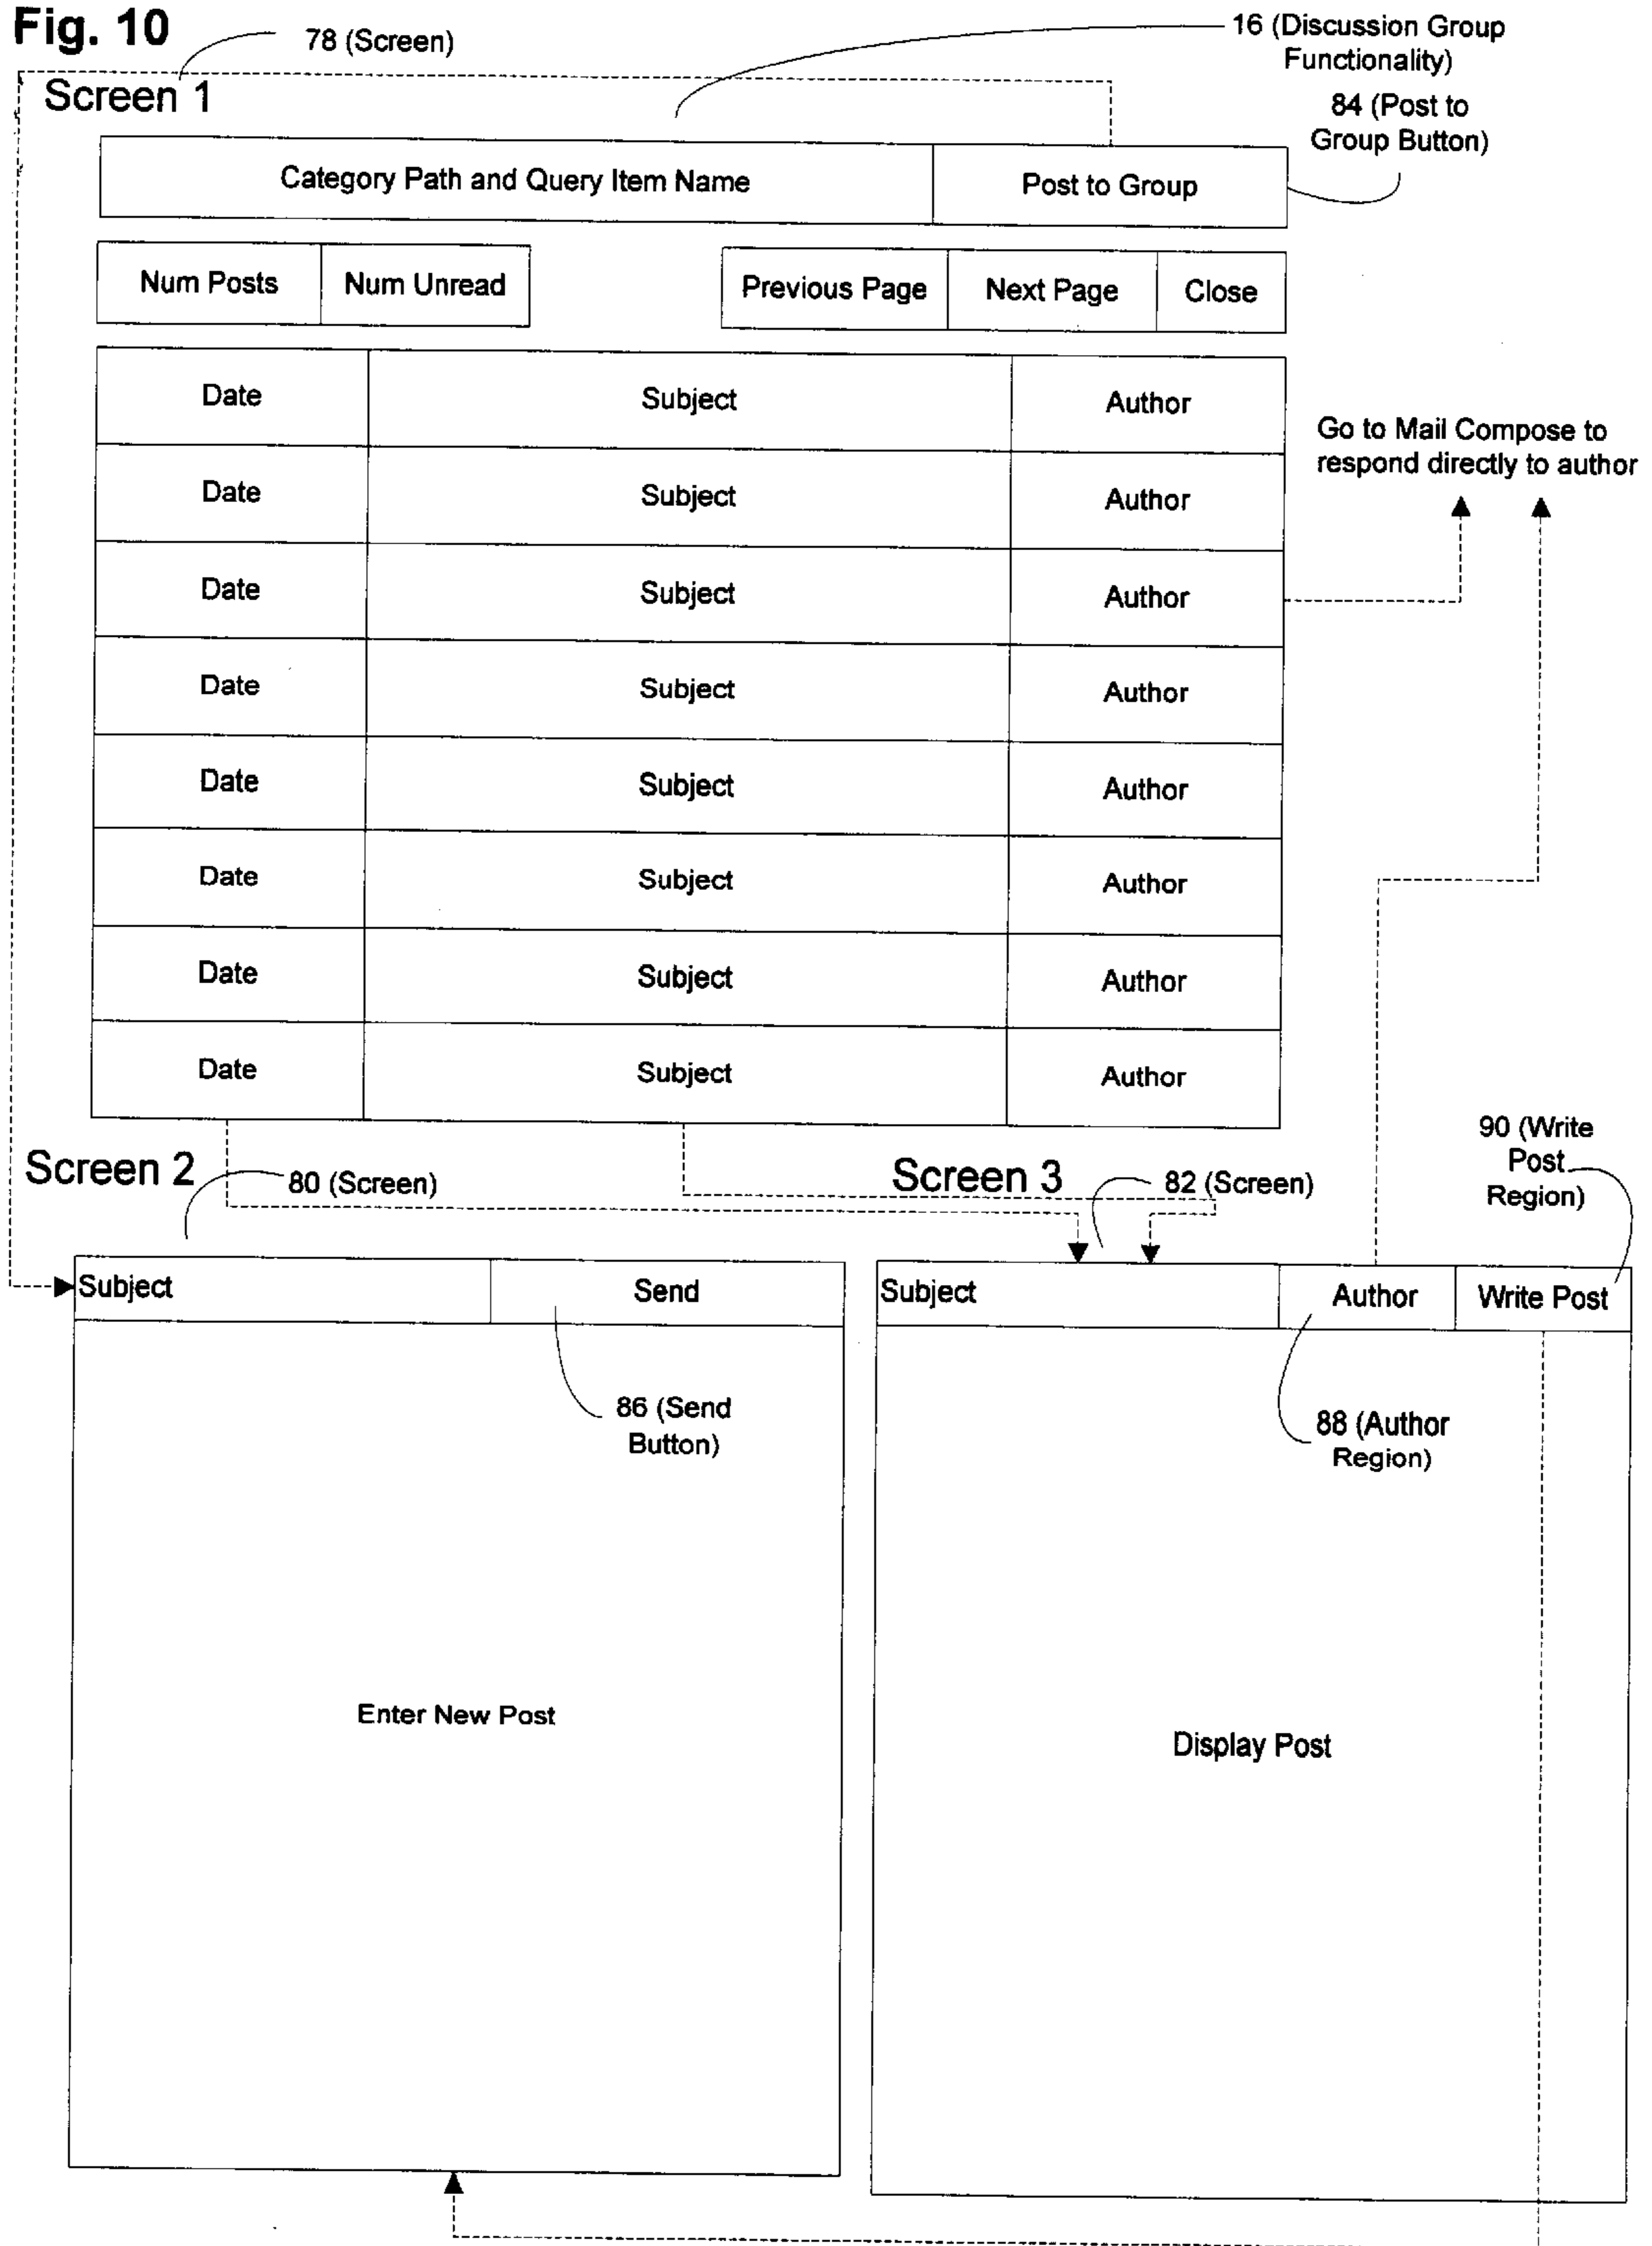 Fig. 10
78 (Screen)
16 (Discussion Group
Functionality)
Screen 1
84 (Post to
Group Button)
Category Path and Query Item Name
Post to Group
Num Posts
Num Unread
Previous Page
Next Page
Close
Date
Subject
Author
Go to Mail Compose to
respond directly to author
Date
Subject
Author
Date
Subject
Author
Date
Subject
Author
Date
Subject
Author
Date
Subject
Author
Date
Subject
Author
Date
Subject
Author
90 (Write
Post
Region)
Screen 2
80 (Screen)
Screen 3
82 (Screen)
Subject
Send
Subject
Author
Write Post
86 (Send
Button)
88 (Author
Region)
Enter New Post
Display Post